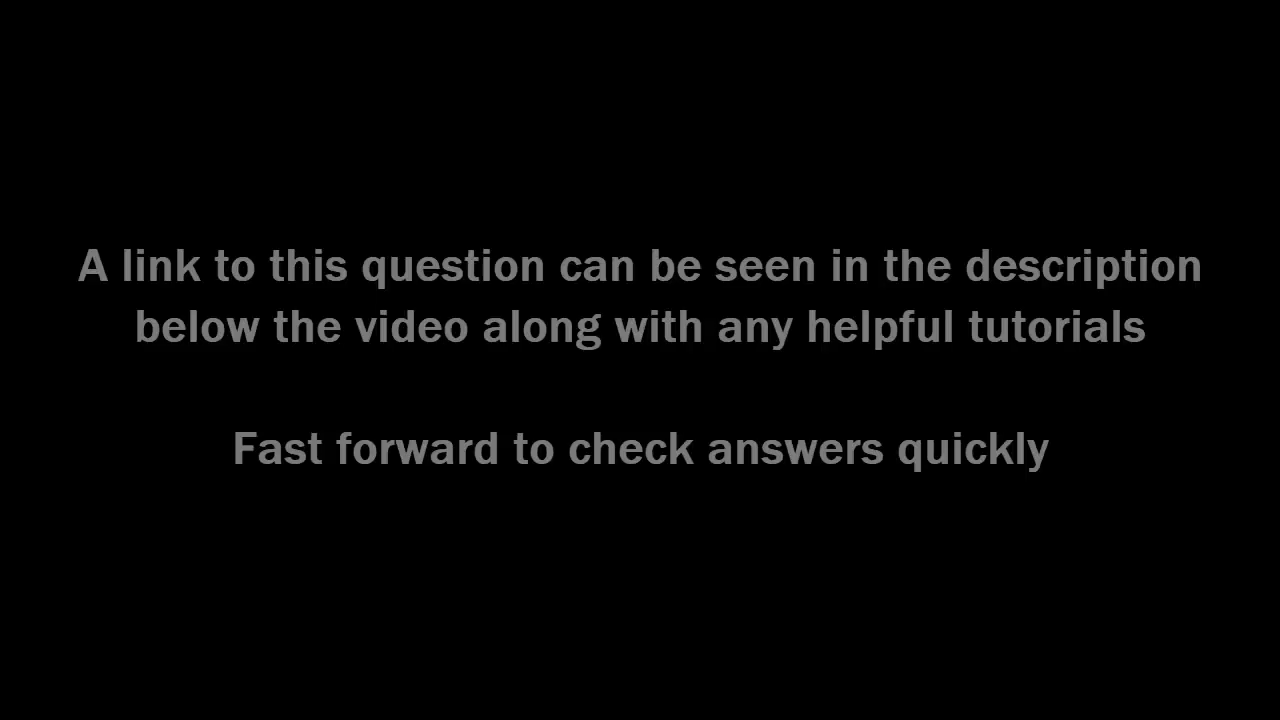 A link to this question can be seen in the description
below the video along with any helpful tutorials
Fast forward to check answers quickly